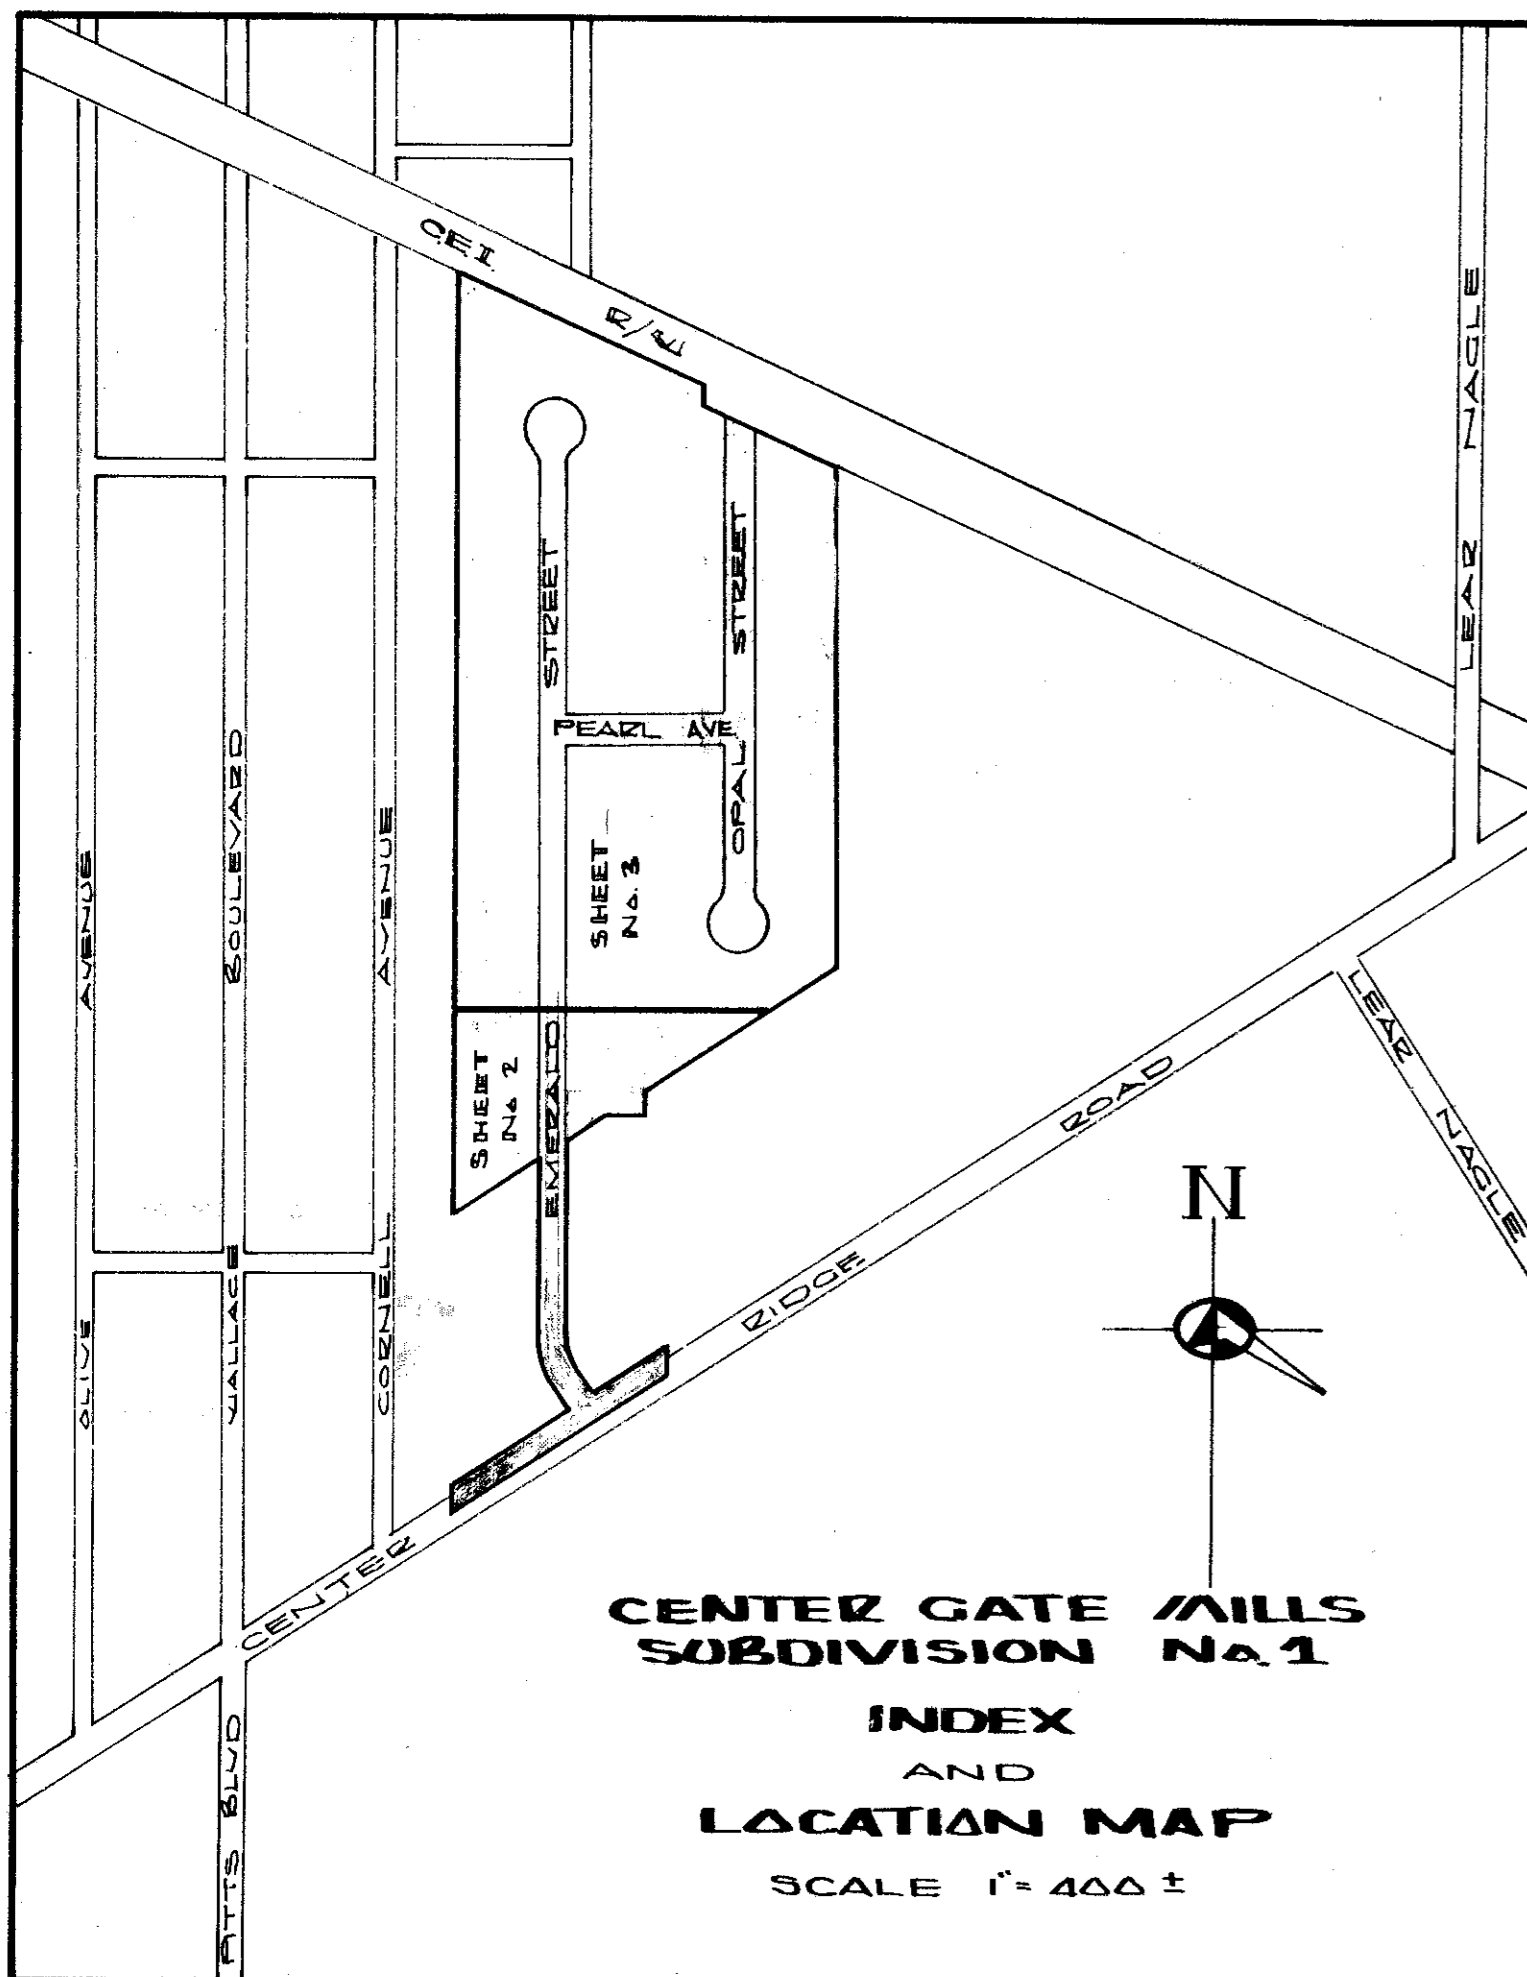 C.E.I.
R/W
LEAR NAGLE
STREET
STREET
PEARL AVE
OPAL
SHEET
No. 3
AVENUE
BOULEVARD
AVENUE
SHEET
No 2
EMERALD
ROAD
LEAR NAGLE
N
RIDGE
OLIVE
WALLACE
CORNELL
CENTER
CENTER GATE MILLS
SUBDIVISION No. 1
INDEX
AND
LOCATION MAP
SCALE 1" = 400 ±
PITTS BLVD